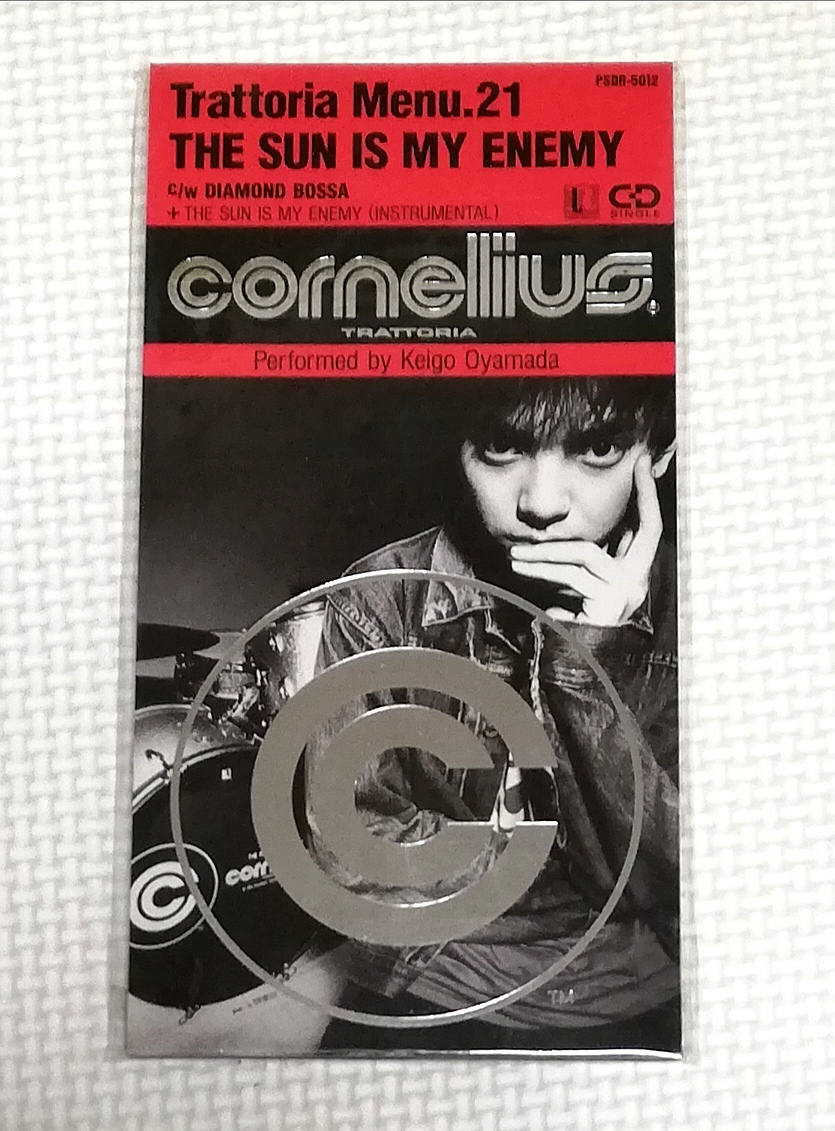 PSDR-5012
Trattoria Menu.21
THE SUN IS MY ENEMY
c/w DIAMOND BOSSA
+ THE SUN IS MY ENEMY (INSTRUMENTAL)
CD
SINGLE
cornelius.
TRATTORIA
Performed by Keigo Oyamada
C
C
TM